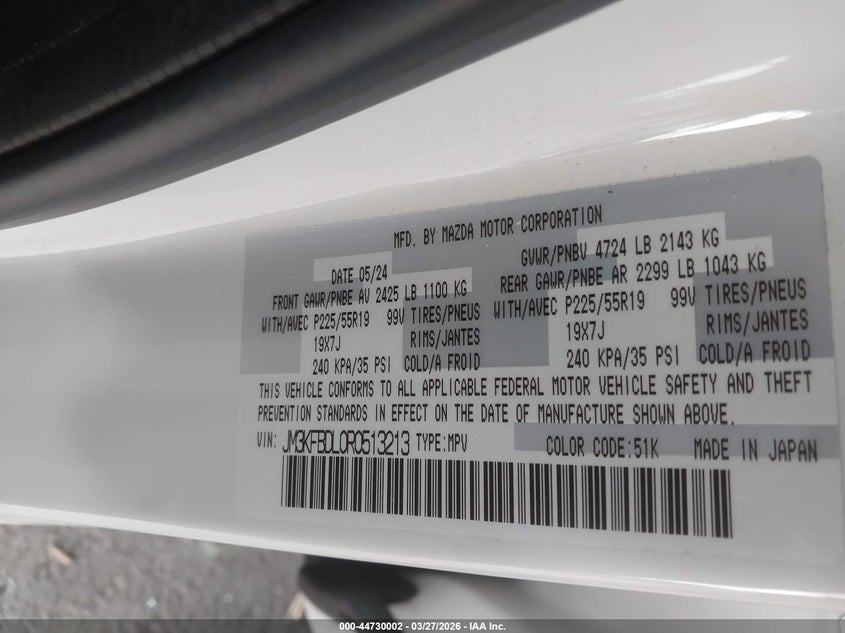 MFD. BY MAZDA MOTOR CORPORATION
DATE 05/24 GVWR/PNBV 4724 LB 2143 KG
FRONT GAWR/PNBE AV 2425 LB 1100 KG REAR GAWR/PNBE AR 2299 LB 1043 KG
WITH/AVEC P225/55R19 99V TIRES/PNEUS WITH/AVEC P225/55R19 99V TIRES/PNEUS
19X7J RIMS/JANTES 19X7J RIMS/JANTES
240 KPA/35 PSI COLD/A FROID 240 KPA/35 PSI COLD/A FROID
THIS VEHICLE CONFORMS TO ALL APPLICABLE FEDERAL MOTOR VEHICLE SAFETY AND THEFT
PREVENTION STANDARDS IN EFFECT ON THE DATE OF MANUFACTURE SHOWN ABOVE.
VIN: JM3KFBDL0R0513213 TYPE:MPV COLOR CODE:51K MADE IN JAPAN
000-44730002 - 03/27/2026 - IAA Inc.